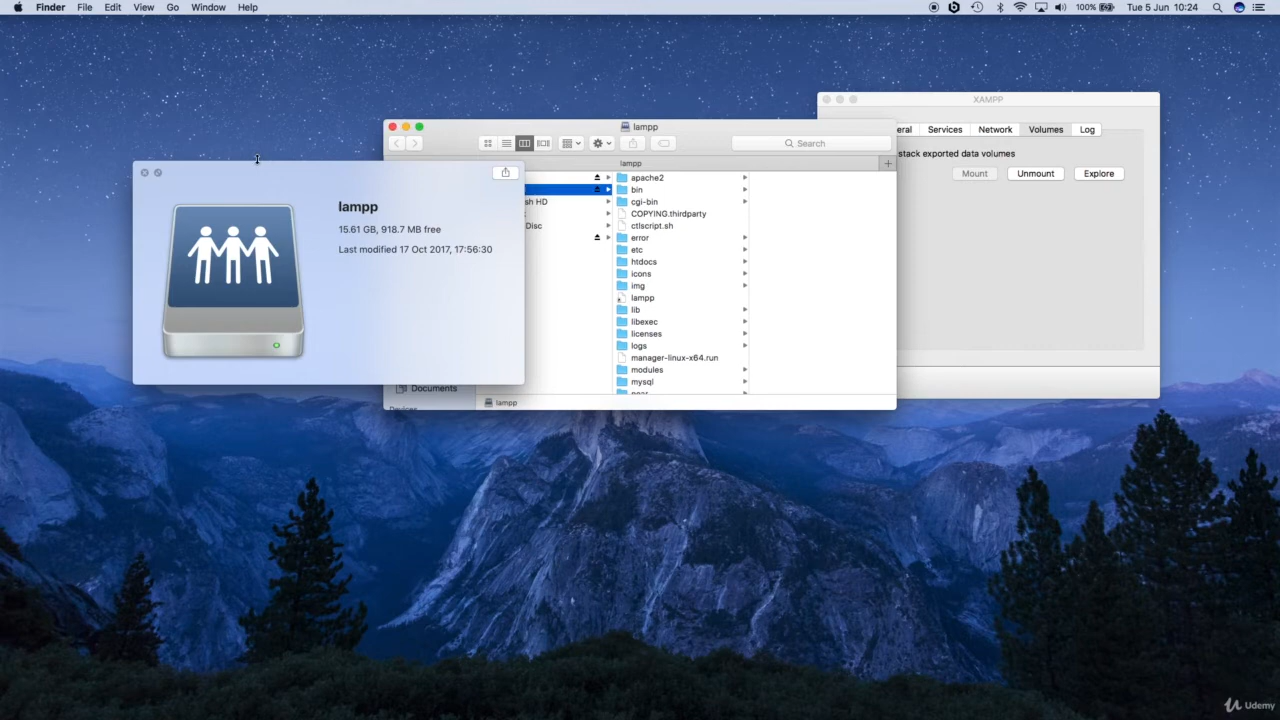 Finder File Edit View Go Window Help
100% Tue 5 Jun 10:24
XAMPP
eral Services Network Volumes Log
stack exported data volumes
Mount Unmount Explore
lampp
Search
lampp
sh HD
Disc
apache2
bin
cgi-bin
COPYING.thirdparty
ctlscript.sh
error
etc
htdocs
icons
img
lampp
lib
libexec
licenses
logs
manager-linux-x64.run
modules
mysql
Documents
Devices
lampp
lampp
15.61 GB, 918.7 MB free
Last modified 17 Oct 2017, 17:56:30
Udemy